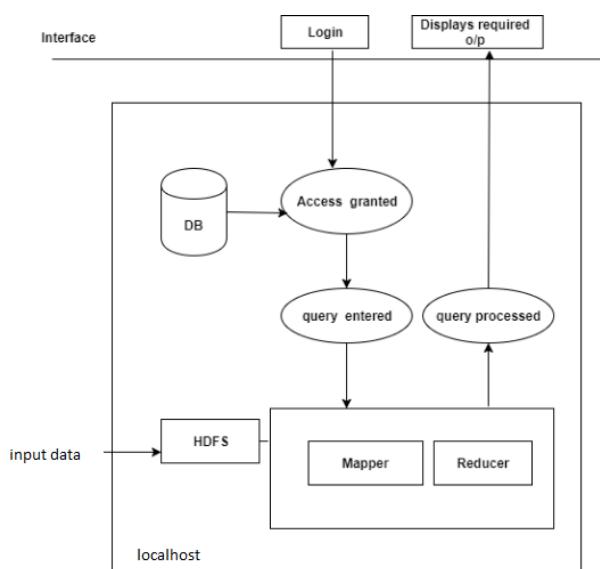 Interface
Login
Displays required
o/p
Access granted
DB
query entered
query processed
input data
HDFS
Mapper
Reducer
localhost